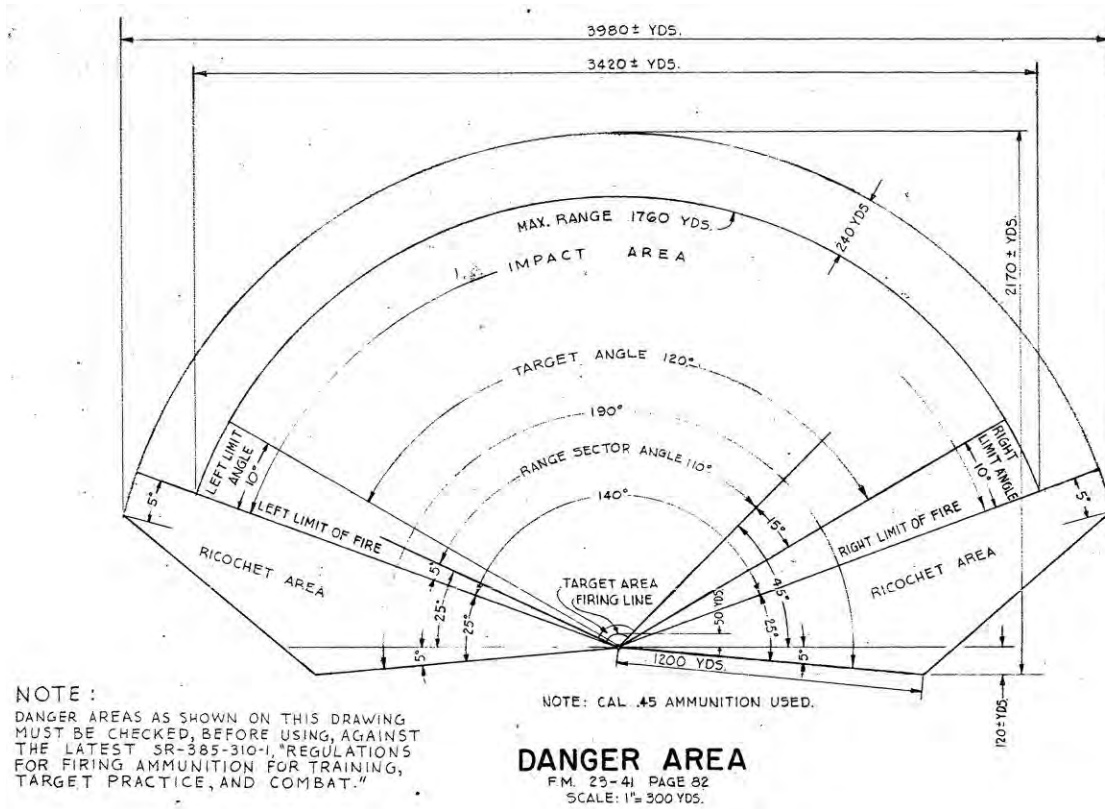 3980± YDS.
3420± YDS.
MAX. RANGE 1760 YDS.
240 YDS.
2170± YDS.
IMPACT AREA
TARGET ANGLE 120°
190°
RANGE SECTOR ANGLE 110°
140°
LEFT LIMIT
ANGLE
10°
RIGHT
LIMIT ANGLE
10°
5°
5°
LEFT LIMIT OF FIRE
15°
RIGHT LIMIT OF FIRE
RICOCHET AREA
RICOCHET AREA
5°
25°
25°
TARGET AREA
FIRING LINE
50 YDS.
45°
25°
5°
5°
1200 YDS.
120± YDS.
NOTE:
DANGER AREAS AS SHOWN ON THIS DRAWING
MUST BE CHECKED, BEFORE USING, AGAINST
THE LATEST SR-385-310-1, "REGULATIONS
FOR FIRING AMMUNITION FOR TRAINING,
TARGET PRACTICE, AND COMBAT."
NOTE: CAL .45 AMMUNITION USED.
DANGER AREA
F.M. 23-41 PAGE 82
SCALE: 1"= 300 YDS.